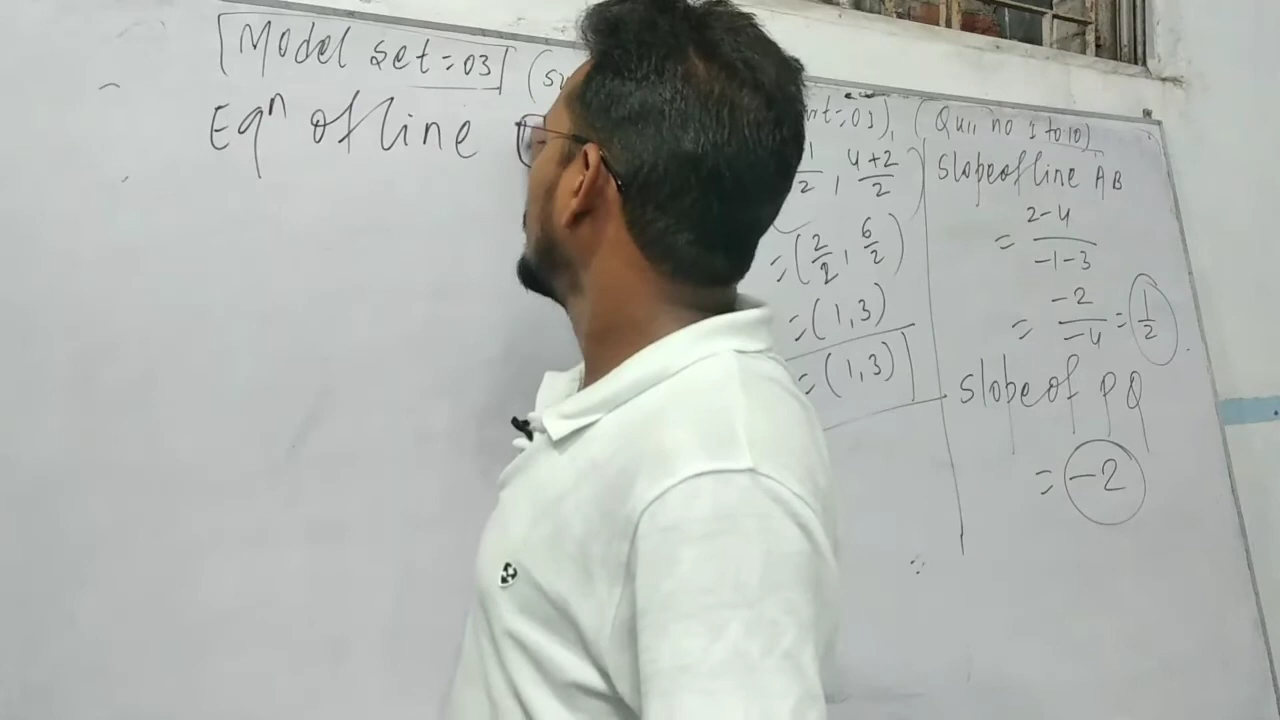 Model set=03
Eqⁿ of line
(Qu.. no 1 to 10)
1/2, (4+2)/2
= (2/2, 6/2)
= (1,3)
= (1,3)
Slope of line AB
= (2-4)/(-1-3)
= -2/-4 = 1/2
Slope of PQ
= -2